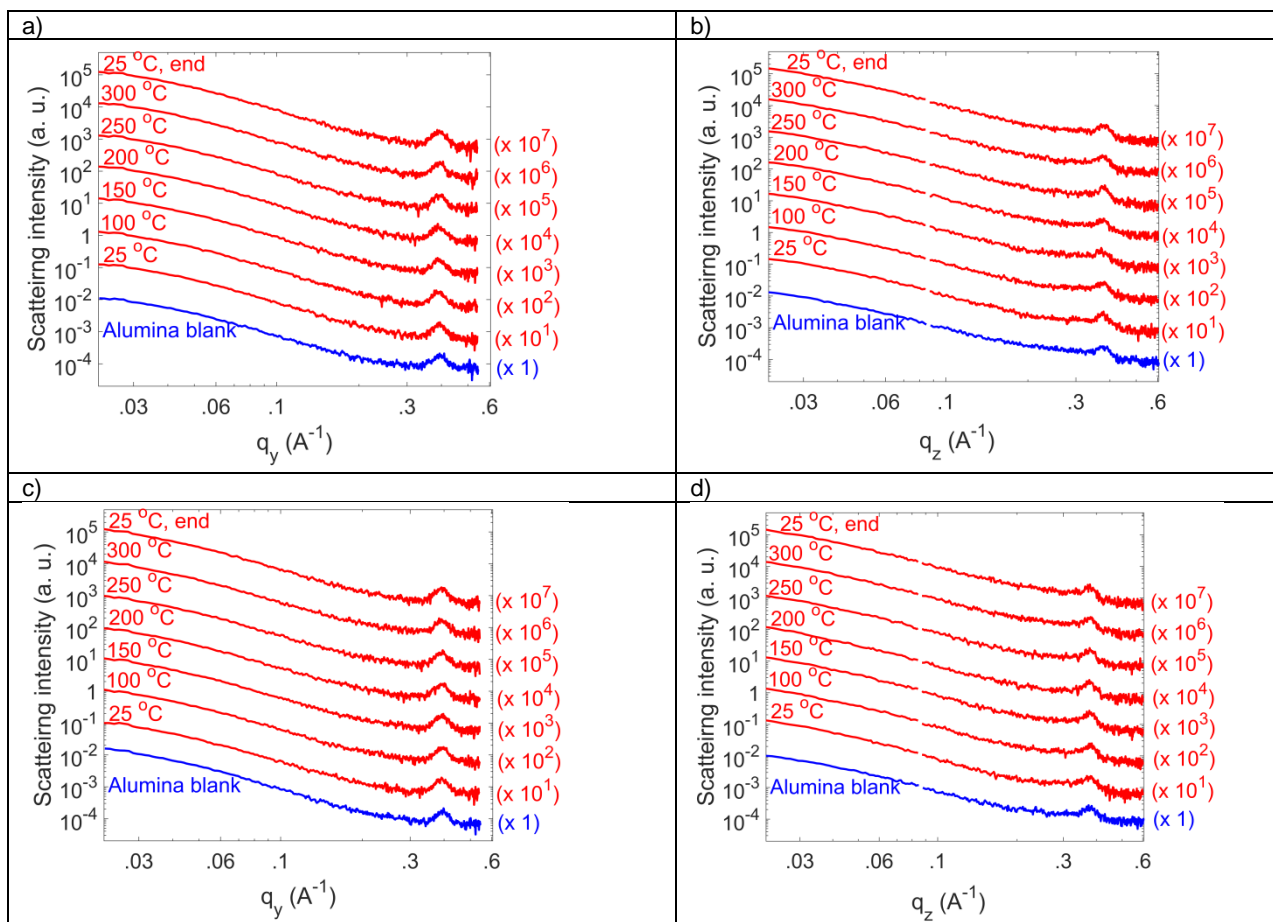 a)
Scatteirng intensity (a. u.)
10^5
10^4
10^3
10^2
10^1
1
10^-1
10^-2
10^-3
10^-4
25 °C, end
300 °C
250 °C
200 °C
150 °C
100 °C
25 °C
Alumina blank
(x 10^7)
(x 10^6)
(x 10^5)
(x 10^4)
(x 10^3)
(x 10^2)
(x 10^1)
(x 1)
.03 .06 .1 .3 .6
q_y (A^-1)
b)
Scatteirng intensity (a. u.)
10^5
10^4
10^3
10^2
10^1
1
10^-1
10^-2
10^-3
10^-4
25 °C, end
300 °C
250 °C
200 °C
150 °C
100 °C
25 °C
Alumina blank
(x 10^7)
(x 10^6)
(x 10^5)
(x 10^4)
(x 10^3)
(x 10^2)
(x 10^1)
(x 1)
.03 .06 .1 .3 .6
q_z (A^-1)
c)
Scatteirng intensity (a. u.)
10^5
10^4
10^3
10^2
10^1
1
10^-1
10^-2
10^-3
10^-4
25 °C, end
300 °C
250 °C
200 °C
150 °C
100 °C
25 °C
Alumina blank
(x 10^7)
(x 10^6)
(x 10^5)
(x 10^4)
(x 10^3)
(x 10^2)
(x 10^1)
(x 1)
.03 .06 .1 .3 .6
q_y (A^-1)
d)
Scatteirng intensity (a. u.)
10^5
10^4
10^3
10^2
10^1
1
10^-1
10^-2
10^-3
10^-4
25 °C, end
300 °C
250 °C
200 °C
150 °C
100 °C
25 °C
Alumina blank
(x 10^7)
(x 10^6)
(x 10^5)
(x 10^4)
(x 10^3)
(x 10^2)
(x 10^1)
(x 1)
.03 .06 .1 .3 .6
q_z (A^-1)